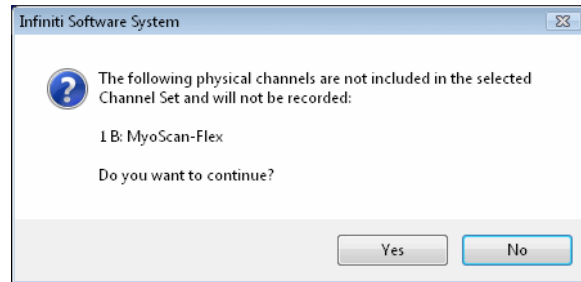 Infiniti Software System
The following physical channels are not included in the selected
Channel Set and will not be recorded:
1 B: MyoScan-Flex
Do you want to continue?
Yes
No